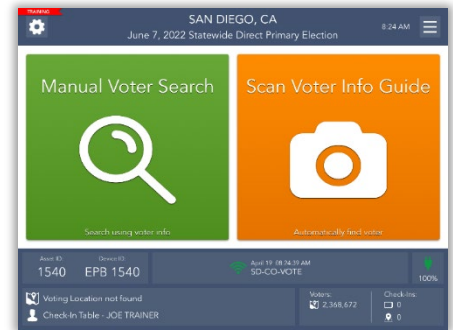 TRAINING
SAN DIEGO, CA
June 7, 2022 Statewide Direct Primary Election
8:24 AM
Manual Voter Search
Scan Voter Info Guide
Search using voter info
Automatically find voter
Asset ID:
1540
Device ID:
EPB 1540
April 19 08:24:39 AM
SD-CO-VOTE
100%
Voting Location not found
Check-In Table - JOE TRAINER
Voters:
2,368,672
Check-Ins:
0
0